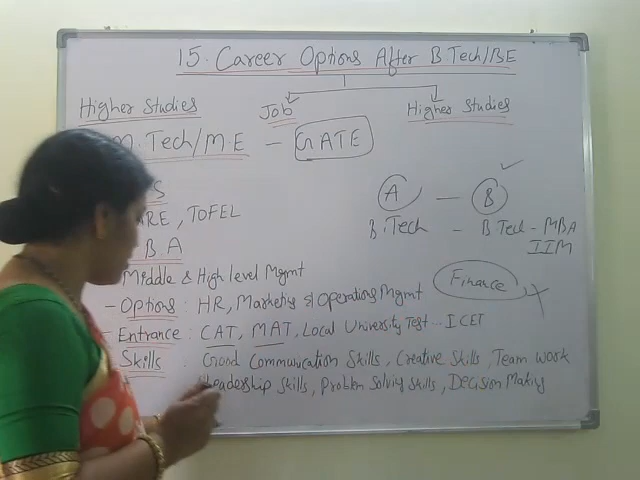 15. Career Options After B.Tech/BE
Higher Studies Job Higher Studies
M.Tech/M.E - GATE
S
A - B
RE, TOFEL
B.Tech - B Tech - MBA
IIM
B.A
Middle & High level Mgmt
Finance
- Options : HR, Marketing & Operations Mgmt
- Entrance : CAT, MAT, Local University Test... ICET
Skills : Good Communication Skills, Creative Skills, Team work
Leadership Skills, Problem Solving Skills, Decision Making